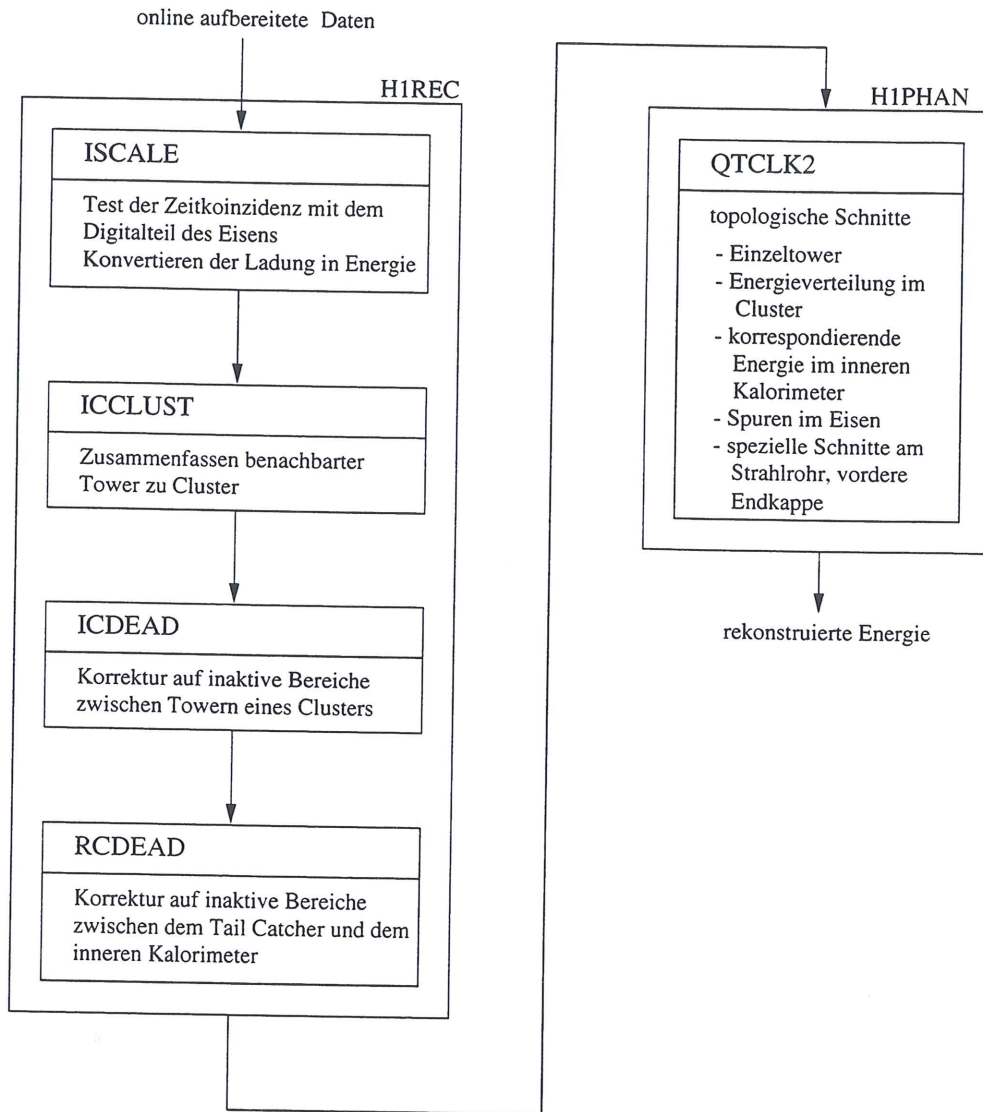 online aufbereitete Daten
H1REC
ISCALE
Test der Zeitkoinzidenz mit dem
Digitalteil des Eisens
Konvertieren der Ladung in Energie
ICCLUST
Zusammenfassen benachbarter
Tower zu Cluster
ICDEAD
Korrektur auf inaktive Bereiche
zwischen Towern eines Clusters
RCDEAD
Korrektur auf inaktive Bereiche
zwischen dem Tail Catcher und dem
inneren Kalorimeter
H1PHAN
QTCLK2
topologische Schnitte
- Einzeltower
- Energieverteilung im
Cluster
- korrespondierende
Energie im inneren
Kalorimeter
- Spuren im Eisen
- spezielle Schnitte am
Strahlrohr, vordere
Endkappe
rekonstruierte Energie